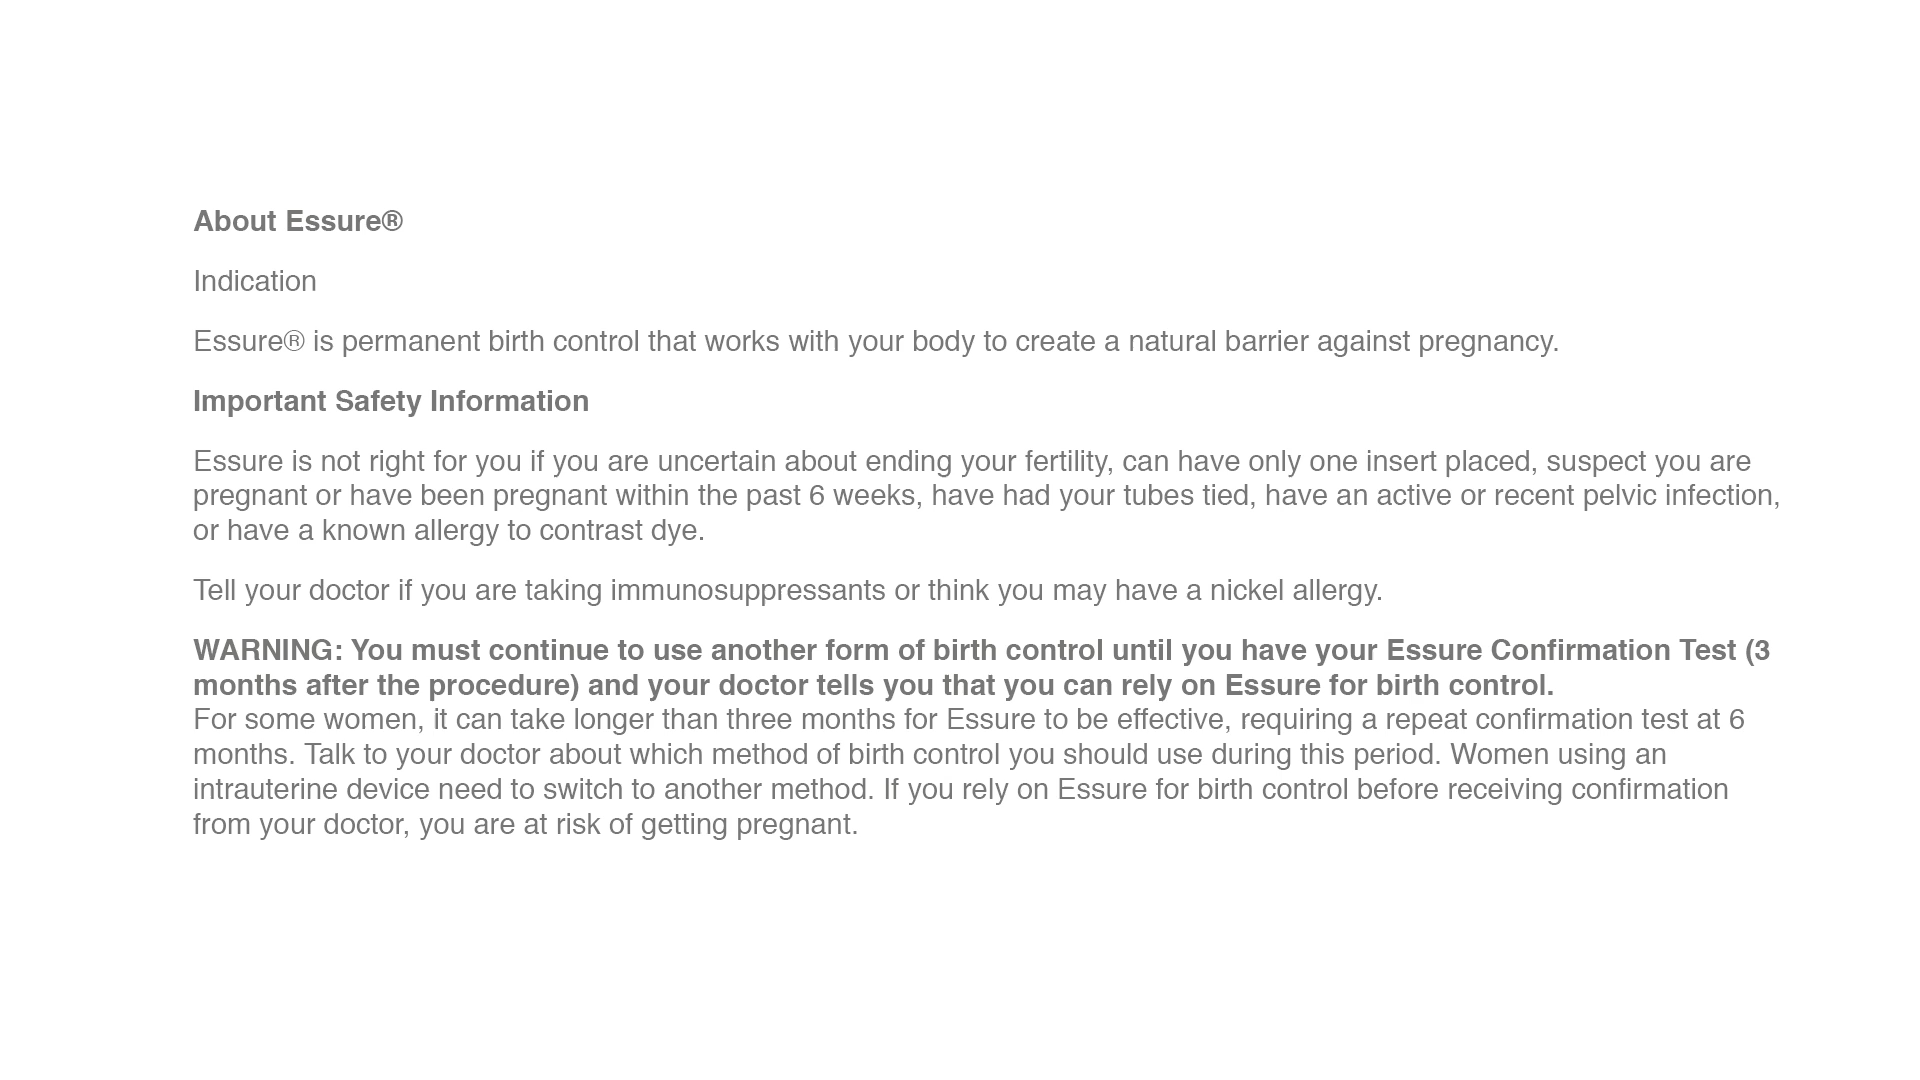 About Essure®
Indication
Essure® is permanent birth control that works with your body to create a natural barrier against pregnancy.
Important Safety Information
Essure is not right for you if you are uncertain about ending your fertility, can have only one insert placed, suspect you are
pregnant or have been pregnant within the past 6 weeks, have had your tubes tied, have an active or recent pelvic infection,
or have a known allergy to contrast dye.
Tell your doctor if you are taking immunosuppressants or think you may have a nickel allergy.
WARNING: You must continue to use another form of birth control until you have your Essure Confirmation Test (3
months after the procedure) and your doctor tells you that you can rely on Essure for birth control.
For some women, it can take longer than three months for Essure to be effective, requiring a repeat confirmation test at 6
months. Talk to your doctor about which method of birth control you should use during this period. Women using an
intrauterine device need to switch to another method. If you rely on Essure for birth control before receiving confirmation
from your doctor, you are at risk of getting pregnant.